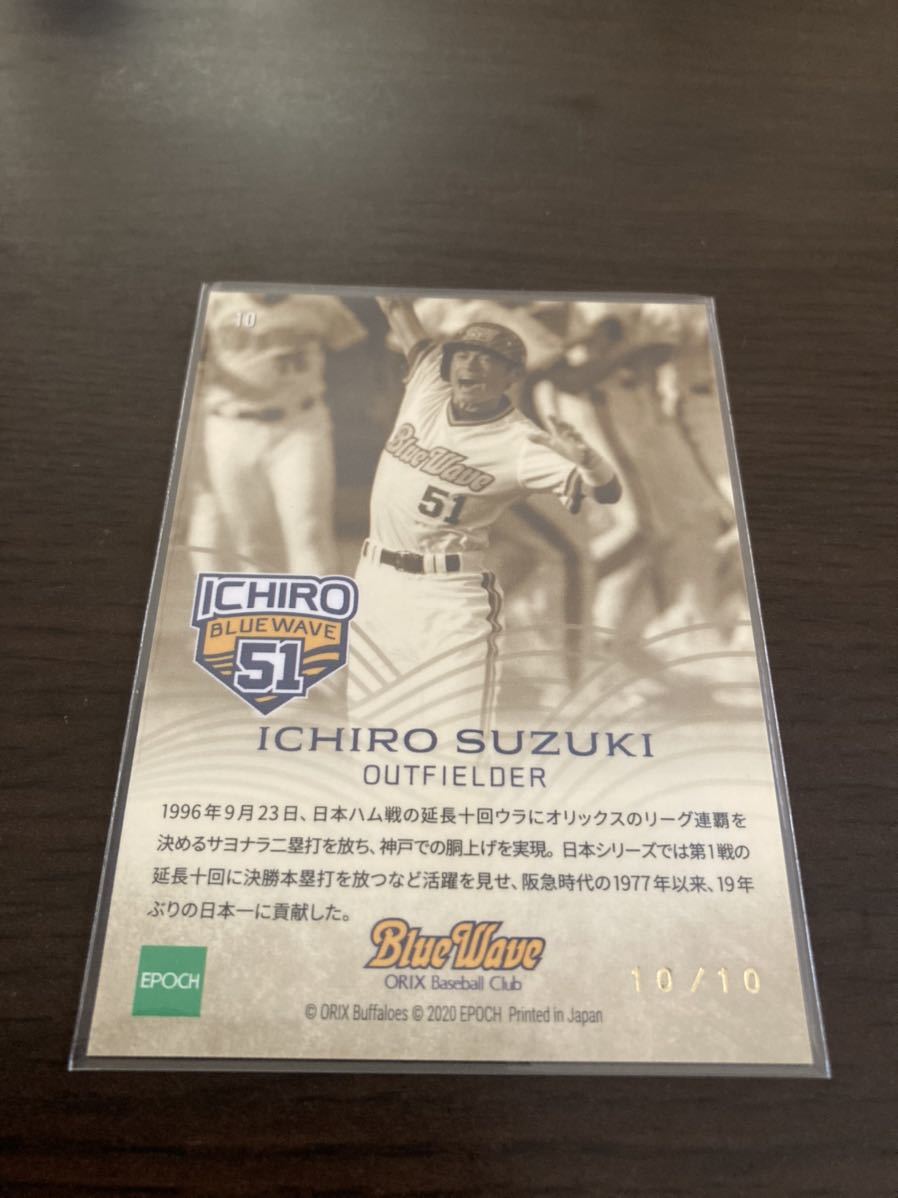 10
BlueWave
51
ICHIRO
BLUEWAVE
51
ICHIRO SUZUKI
OUTFIELDER
1996年9月23日、日本ハム戦の延長十回ウラにオリックスのリーグ連覇を
決めるサヨナラ二塁打を放ち、神戸での胴上げを実現。日本シリーズでは第1戦の
延長十回に決勝本塁打を放つなど活躍を見せ、阪急時代の1977年以来、19年
ぶりの日本一に貢献した。
BlueWave
ORIX Baseball Club
EPOCH
10/10
© ORIX Buffaloes © 2020 EPOCH Printed in Japan